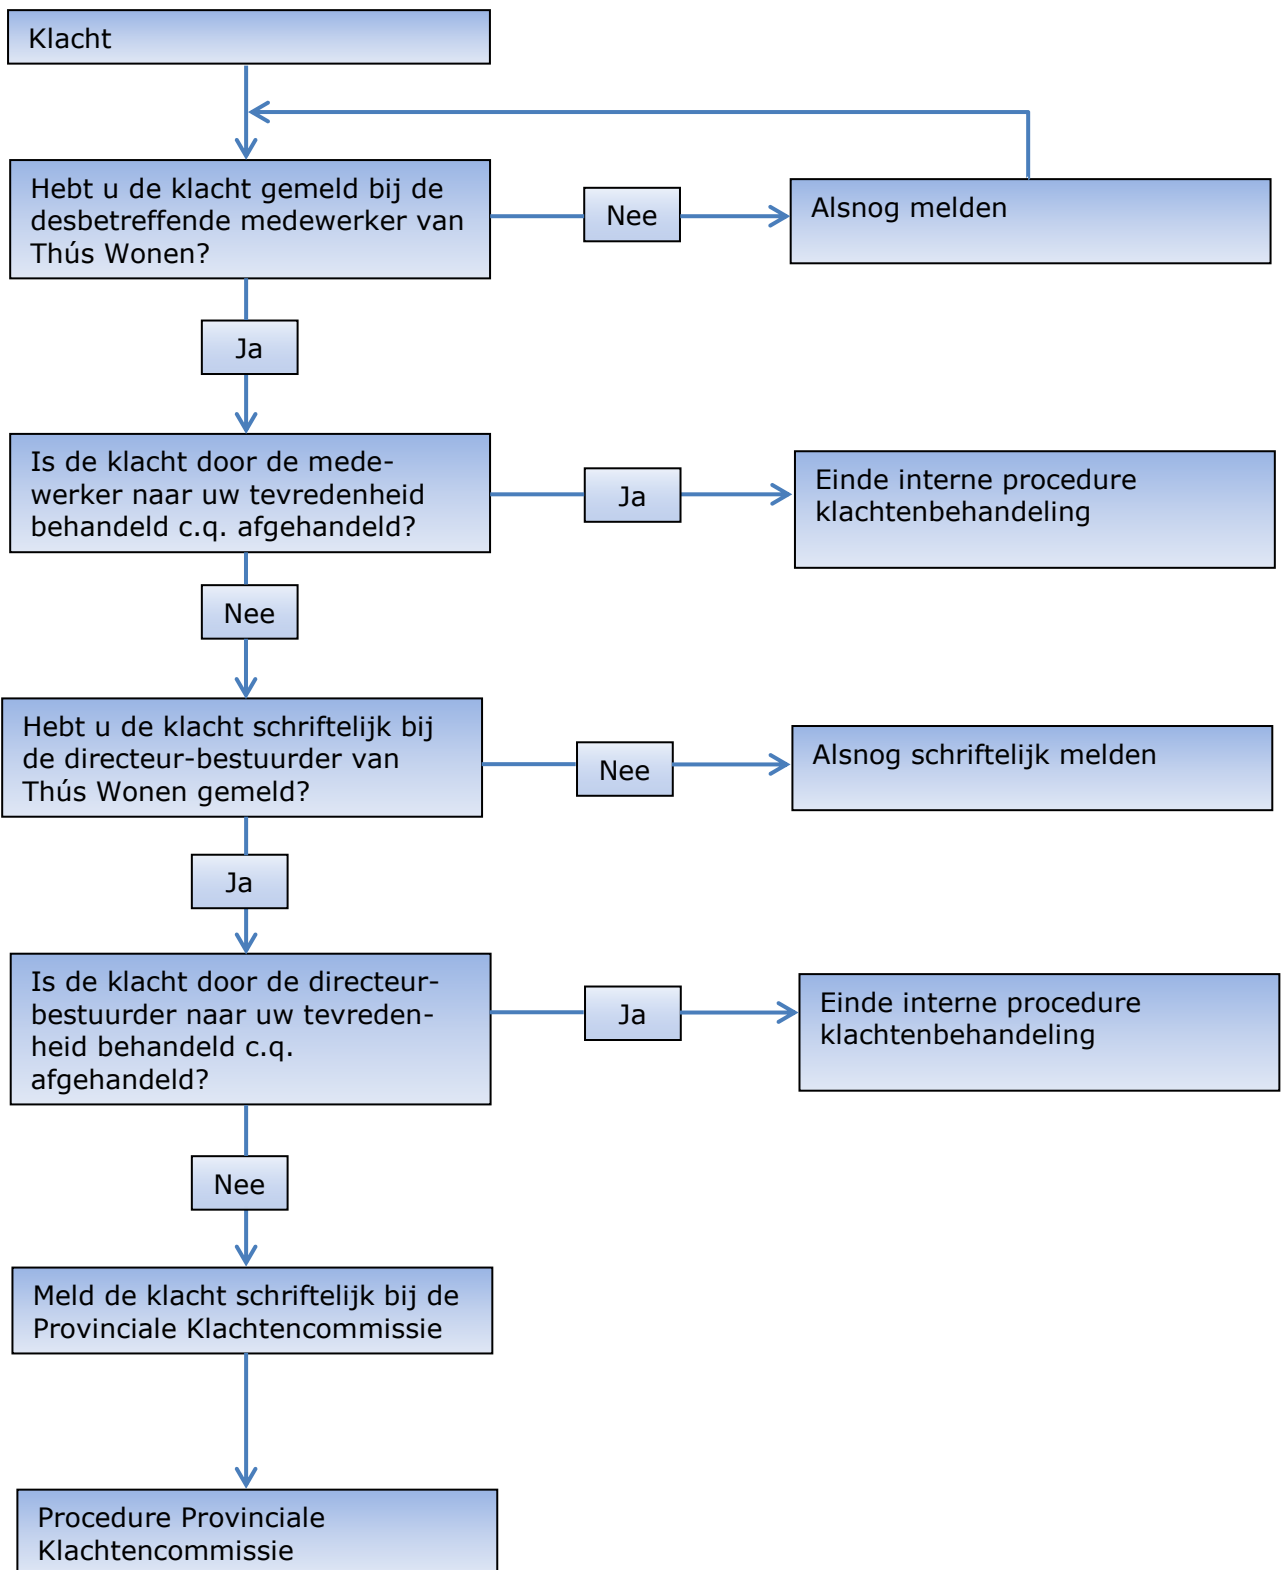 Klacht
Hebt u de klacht gemeld bij de
desbetreffende medewerker van
Thús Wonen?
Nee
Alsnog melden
Ja
Is de klacht door de mede-
werker naar uw tevredenheid
behandeld c.q. afgehandeld?
Ja
Einde interne procedure
klachtenbehandeling
Nee
Hebt u de klacht schriftelijk bij
de directeur-bestuurder van
Thús Wonen gemeld?
Nee
Alsnog schriftelijk melden
Ja
Is de klacht door de directeur-
bestuurder naar uw tevreden-
heid behandeld c.q.
afgehandeld?
Ja
Einde interne procedure
klachtenbehandeling
Nee
Meld de klacht schriftelijk bij de
Provinciale Klachtencommissie
Procedure Provinciale
Klachtencommissie